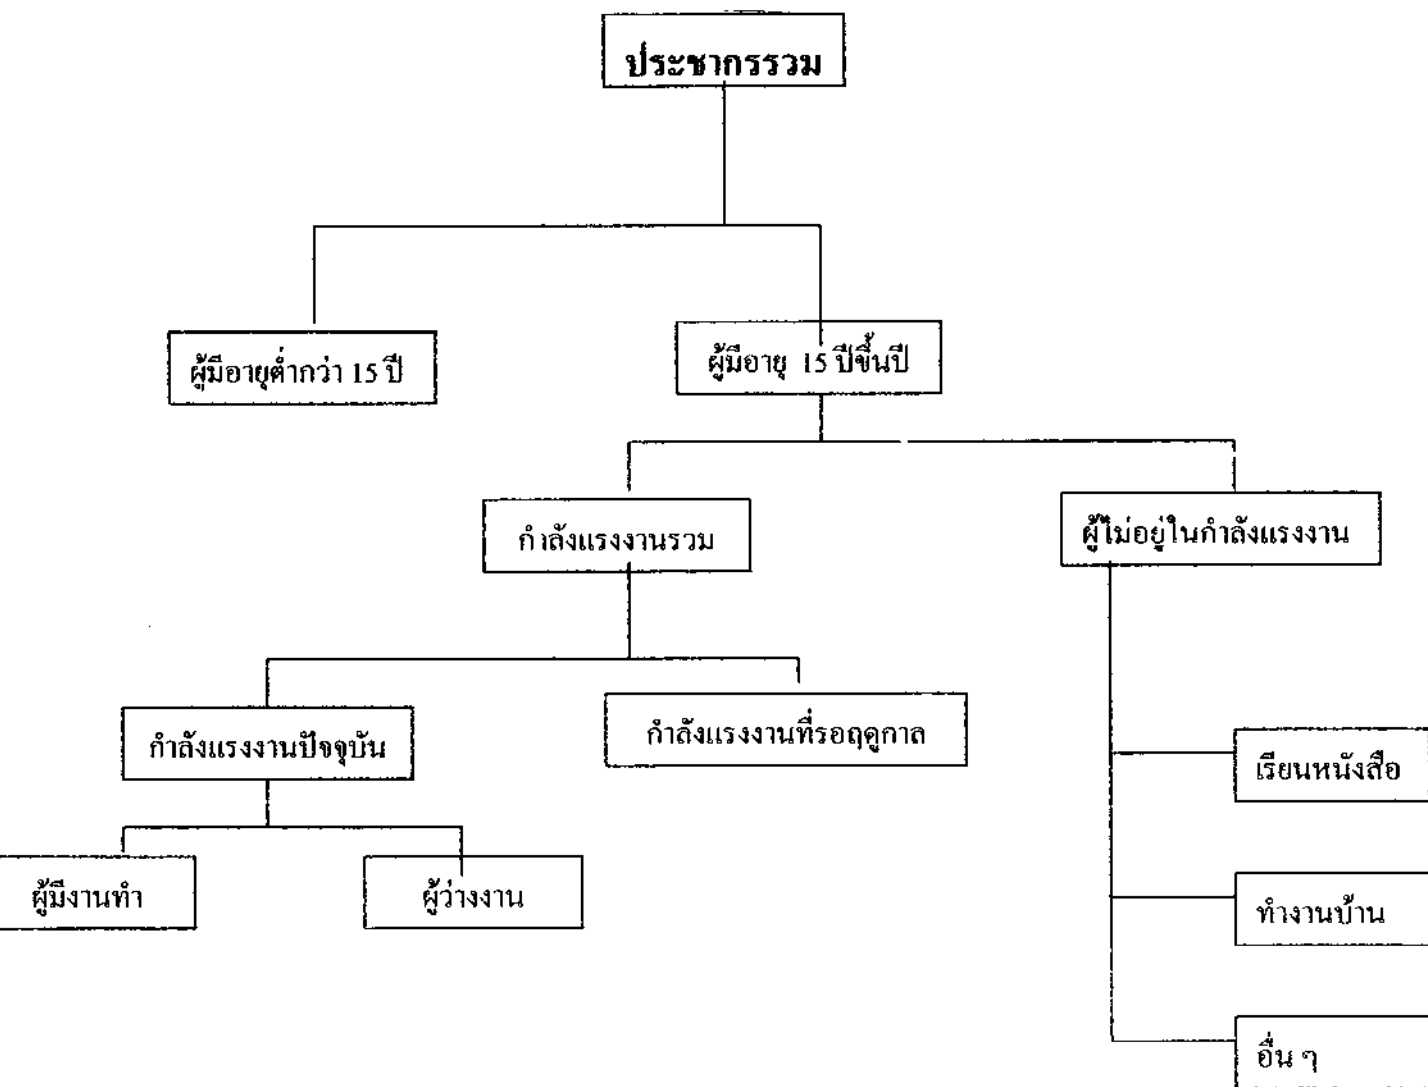 ประชากรรวม
ผู้มีอายุต่ำกว่า 15 ปี
ผู้มีอายุ 15 ปีขึ้นปี
กำลังแรงงานรวม
ผู้ไม่อยู่ในกำลังแรงงาน
กำลังแรงงานปัจจุบัน
กำลังแรงงานที่รอฤดูกาล
เรียนหนังสือ
ผู้มีงานทำ
ผู้ว่างงาน
ทำงานบ้าน
อื่น ๆ